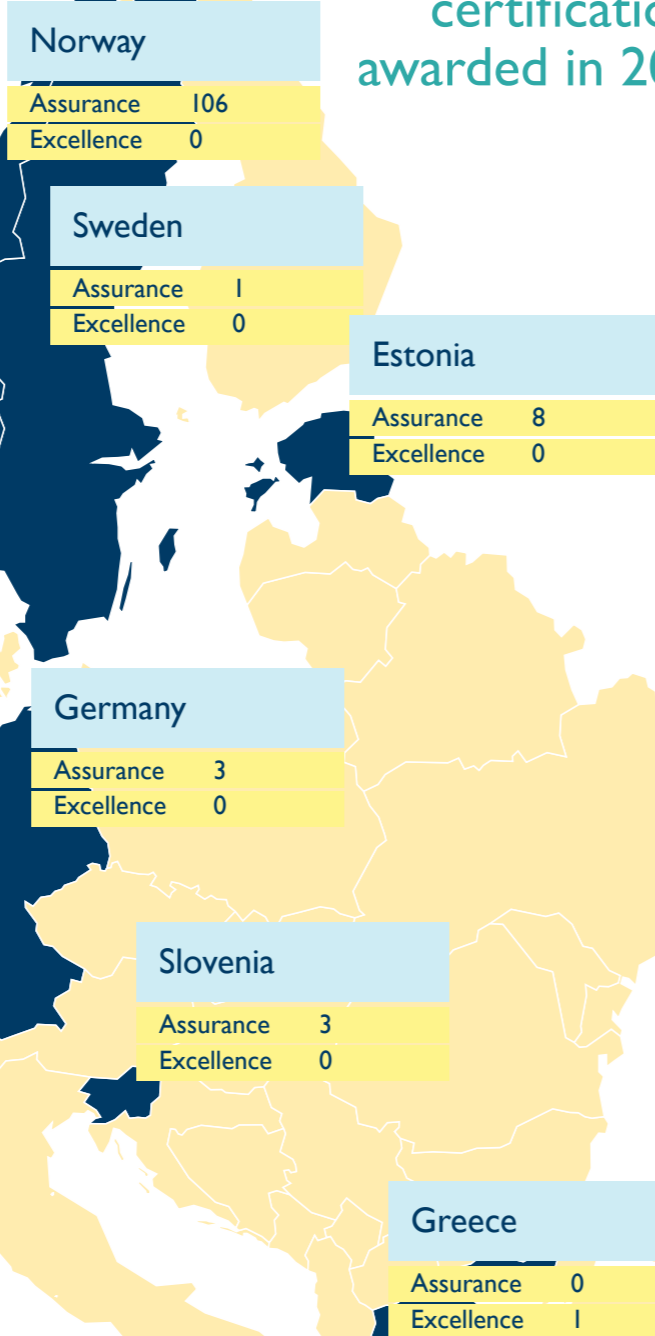 certificatio
awarded in 20
Norway
Assurance 106
Excellence 0
Sweden
Assurance 1
Excellence 0
Estonia
Assurance 8
Excellence 0
Germany
Assurance 3
Excellence 0
Slovenia
Assurance 3
Excellence 0
Greece
Assurance 0
Excellence 1